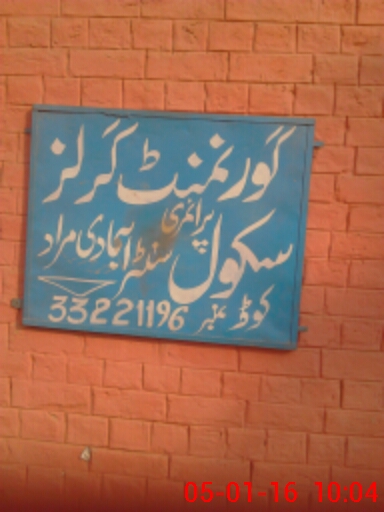 گورنمنٹ گرلز
پرائمری
سکول سنٹر آبادی مراد
کوڈ نمبر 33221196
05-01-16 10:04